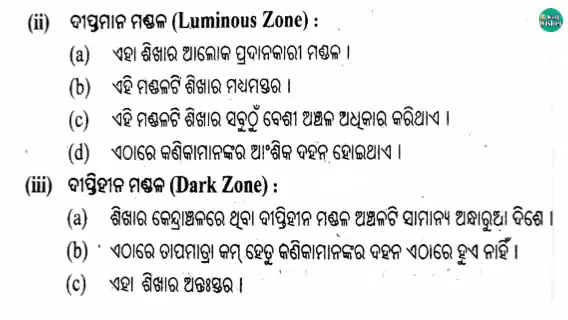 (ii) ଦୀପ୍ତମାନ ମଣ୍ଡଳ (Luminous Zone) :
(a) ଏହା ଶିଖାର ଆଲୋକ ପ୍ରଦାନକାରୀ ମଣ୍ଡଳ ।
(b) ଏହି ମଣ୍ଡଳଟି ଶିଖାର ମଧ୍ୟମସ୍ତର ।
(c) ଏହି ମଣ୍ଡଳଟି ଶିଖାର ସବୁଠୁଁ ବେଶୀ ଅଞ୍ଚଳ ଅଧିକାର କରିଥାଏ ।
(d) ଏଠାରେ କଣିକାମାନଙ୍କର ଆଂଶିକ ଦହନ ହୋଇଥାଏ ।
(iii) ଦୀପ୍ତିହୀନ ମଣ୍ଡଳ (Dark Zone) :
(a) ଶିଖାର କେନ୍ଦ୍ରାଞ୍ଚଳରେ ଥିବା ଦୀପ୍ତିହୀନ ମଣ୍ଡଳ ଅଞ୍ଚଳଟି ସାମାନ୍ୟ ଅନ୍ଧାରୁଆ ଦିଶେ ।
(b) ଏଠାରେ ତାପମାତ୍ରା କମ୍ ହେତୁ କଣିକାମାନଙ୍କର ଦହନ ଏଠାରେ ହୁଏ ନାହିଁ ।
(c) ଏହା ଶିଖାର ଅନ୍ତଃସ୍ତର ।